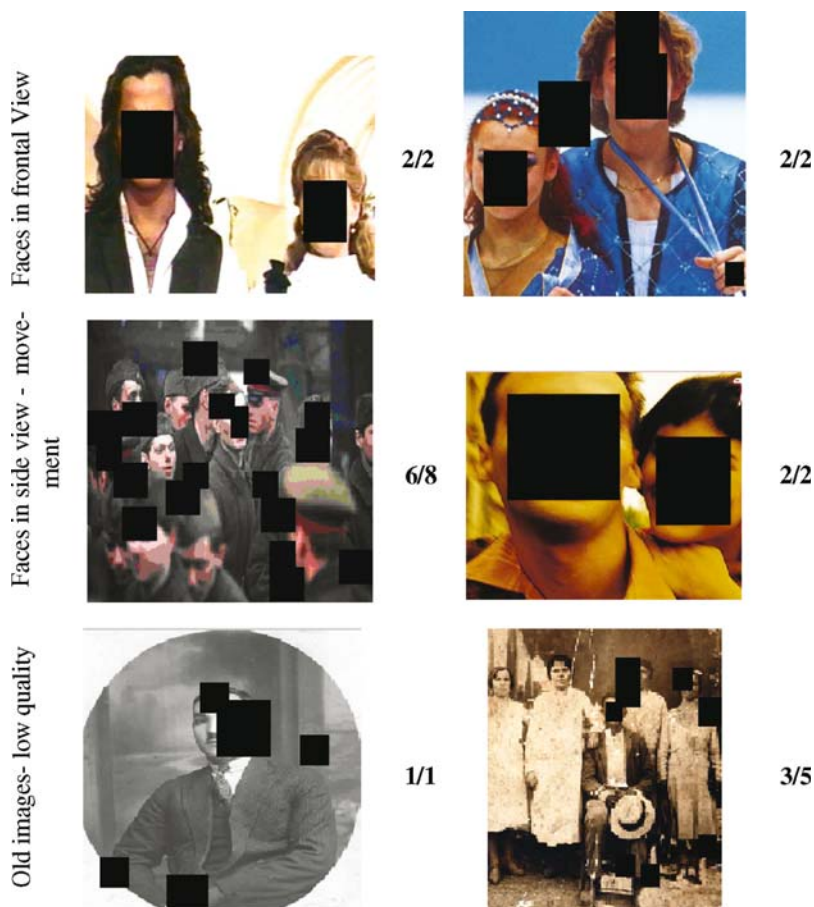 Faces in frontal View
2/2
2/2
Faces in side view - move-
ment
6/8
2/2
Old images- low quality
1/1
3/5